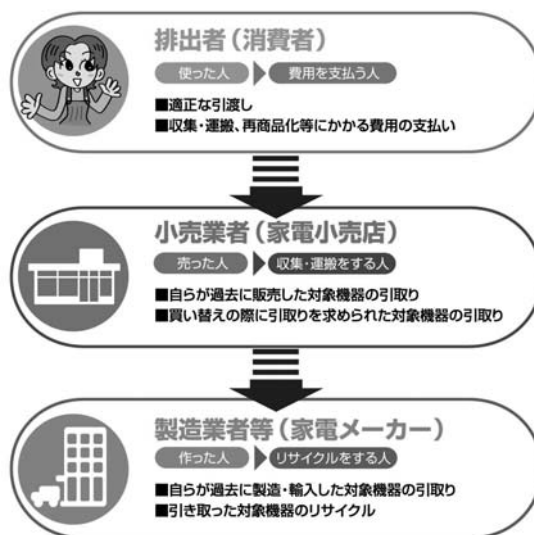 排出者（消費者）
使った人 費用を支払う人
■適正な引渡し
■収集・運搬、再商品化等にかかる費用の支払い
小売業者（家電小売店）
売った人 収集・運搬をする人
■自らが過去に販売した対象機器の引取り
■買い替えの際に引取りを求められた対象機器の引取り
製造業者等（家電メーカー）
作った人 リサイクルをする人
■自らが過去に製造・輸入した対象機器の引取り
■引き取った対象機器のリサイクル